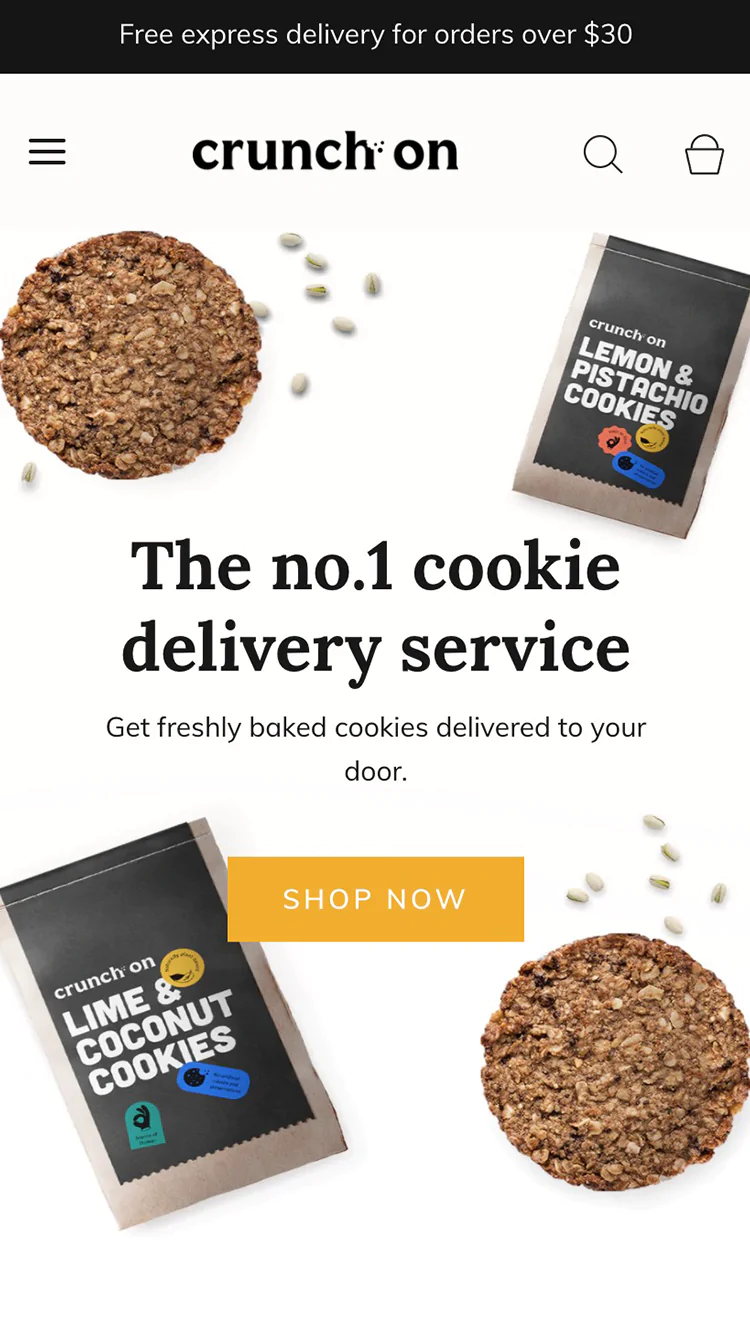 Free express delivery for orders over $30
crunch on
crunch on
LEMON &
PISTACHIO
COOKIES
The no.1 cookie
delivery service
Get freshly baked cookies delivered to your
door.
SHOP NOW
crunch on
LIME &
COCONUT
COOKIES